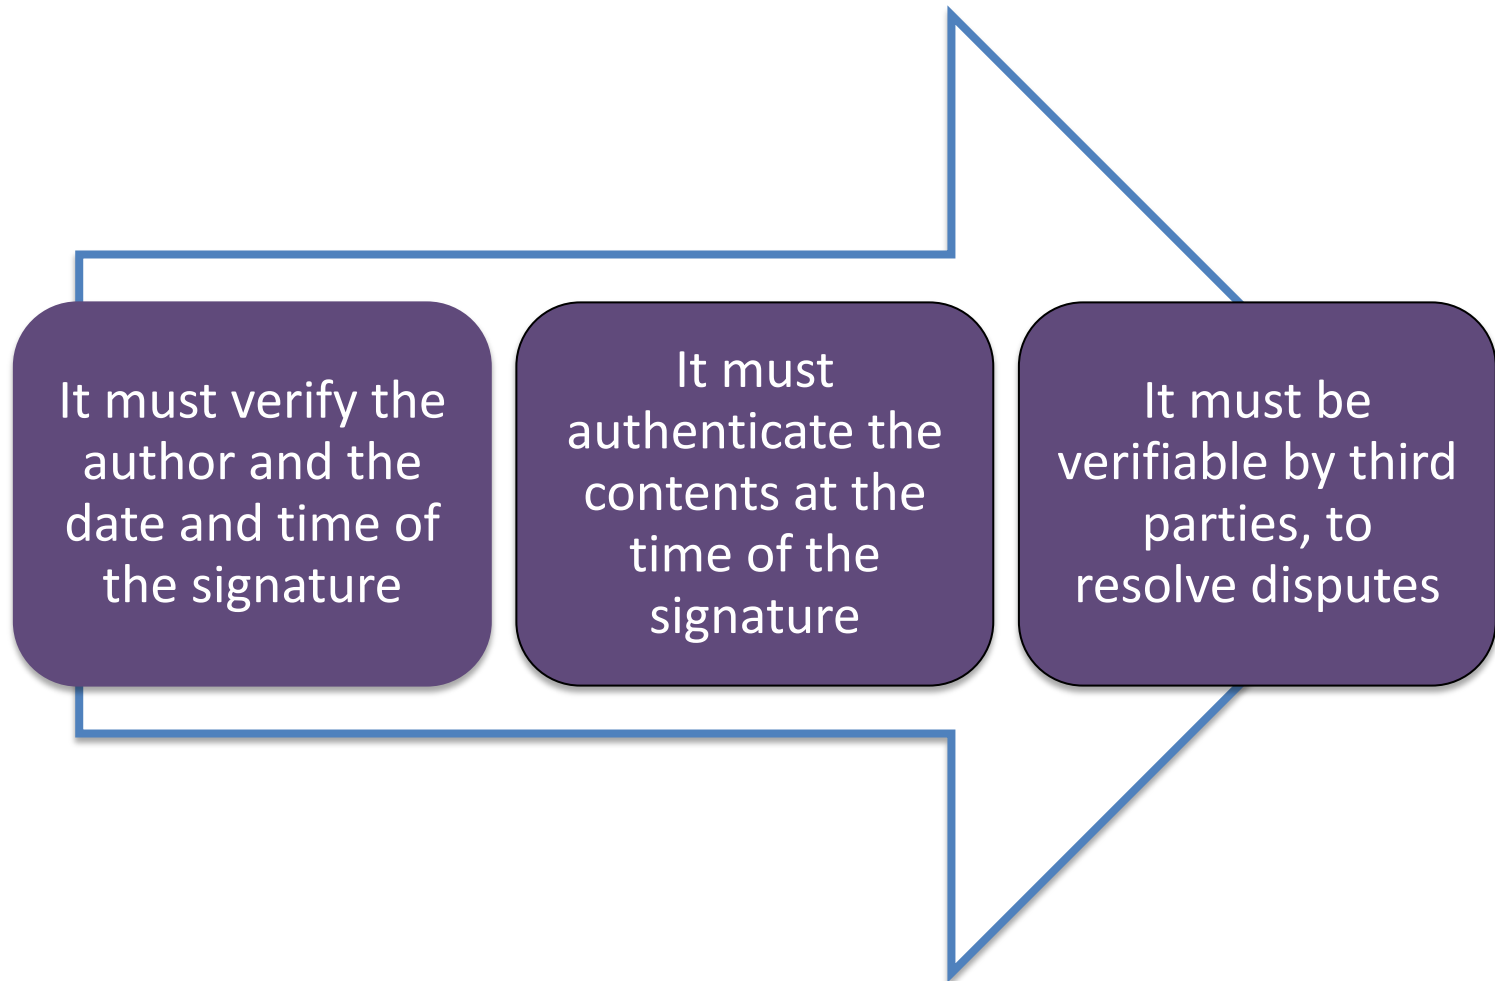 It must verify the
author and the
date and time of
the signature
It must
authenticate the
contents at the
time of the
signature
It must be
verifiable by third
parties, to
resolve disputes